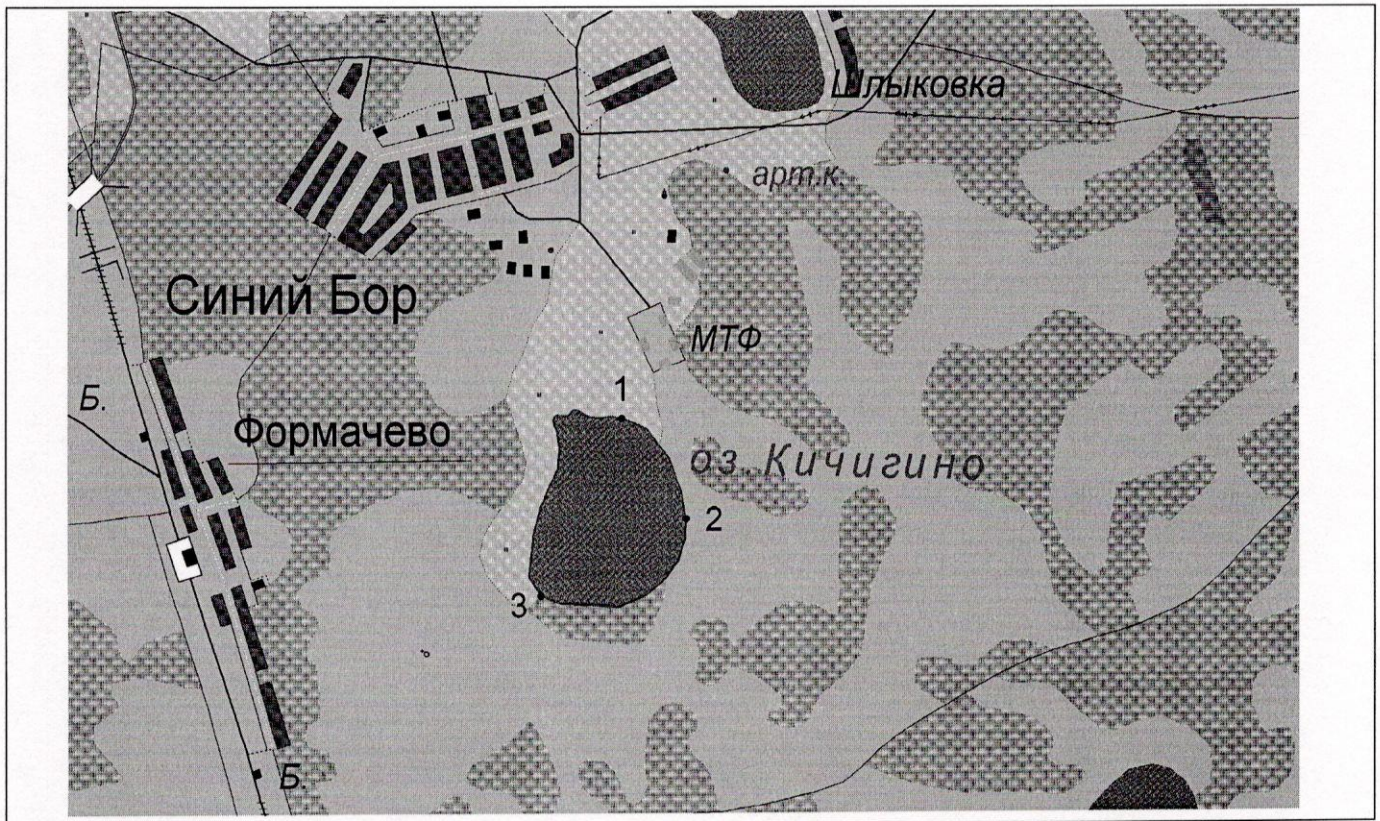 Шлыковка
арт.к.
Синий Бор
МТФ
Б.
1
Формачево
оз. Кичигино
2
3
Б.